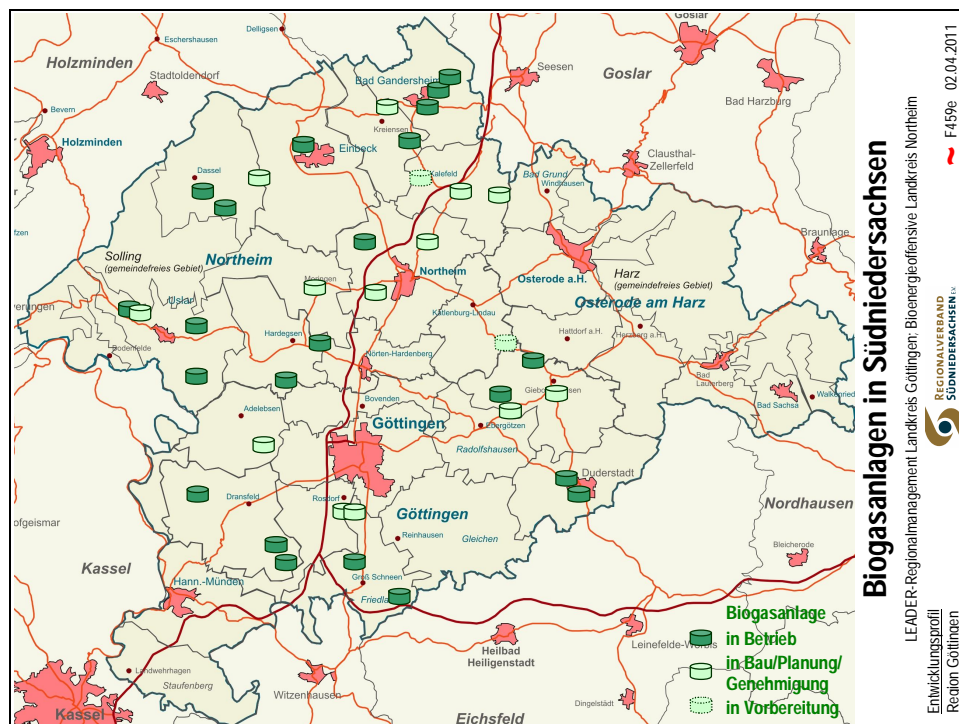 Delligsen
Eschershausen
Goslar
Holzminden
Stadtoldendorf
Bad Gandersheim
Seesen
Goslar
Bad Harzburg
Bevern
Kreiensen
Holzminden
Einbeck
Clausthal-
Zellerfeld
Dassel
Kalefeld
Bad Grund
Windhausen
Braunlage
Solling
(gemeindefreies Gebiet)
Northeim
Northeim
Osterode a.H.
Harz
(gemeindefreies Gebiet)
Osterode am Harz
Moringen
Uslar
Katlenburg-Lindau
Hardegsen
Hattdorf a.H.
Herzberg a.H.
Bodenfelde
Nörten-Hardenberg
Bad
Lauterberg
Bad Sachsa
Walkenried
Adelebsen
Bovenden
Göttingen
Ebergötzen
Radolfshausen
Duderstadt
Dransfeld
Rosdorf
Göttingen
Nordhausen
ofgeismar
Reinhausen
Gleichen
Bleicherode
Kassel
Hann.-Münden
Groß Schneen
Friedla
Landwehrhagen
Staufenberg
Heilbad
Heiligenstadt
Leinefelde-Worbis
Witzenhausen
Dingelstädt
Kassel
Eichsfeld
Biogasanlage
in Betrieb
in Bau/Planung/
Genehmigung
in Vorbereitung
Biogasanlagen in Südniedersachsen
LEADER-Regionalmanagement Landkreis Göttingen; Bioenergieoffensive Landkreis Northeim
F459e 02.04.2011
REGIONALVERBAND
SÜDNIEDERSACHSEN E.V.
Entwicklungsprofil
Region Göttingen